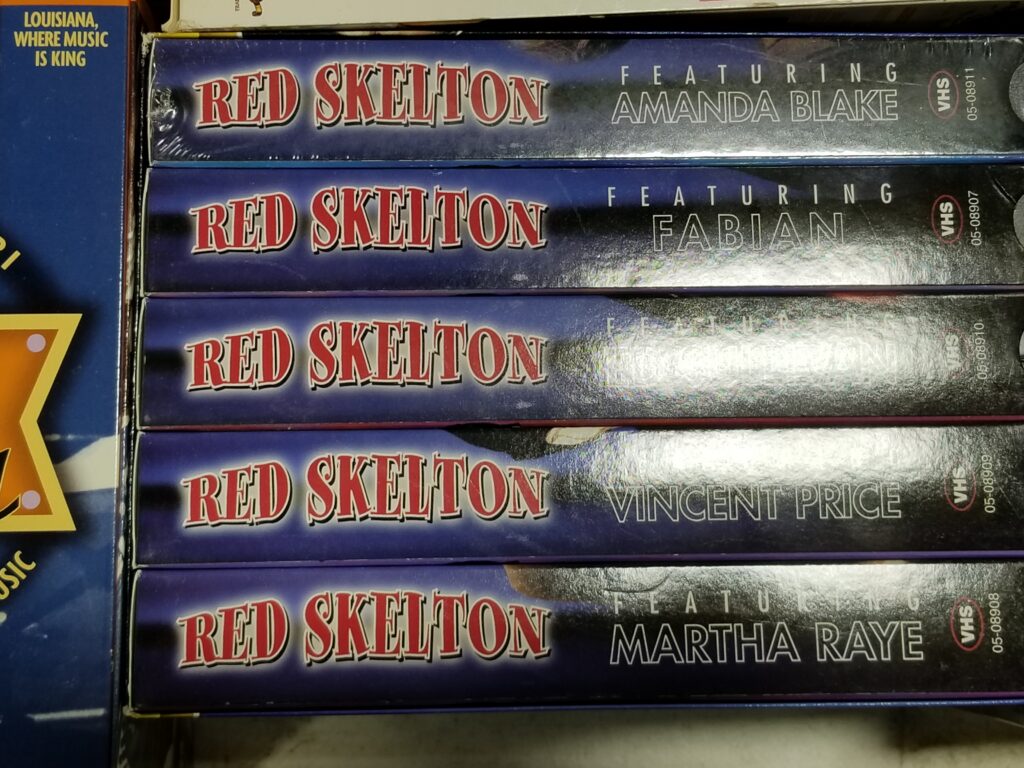 LOUISIANA,
WHERE MUSIC
IS KING
RED SKELTON
FEATURING
AMANDA BLAKE
VHS
05-08911
RED SKELTON
FEATURING
FABIAN
VHS
05-08907
RED SKELTON
FEATURING
VHS
05-08910
RED SKELTON
VINCENT PRICE
VHS
05-08909
RED SKELTON
FEATURING
MARTHA RAYE
VHS
05-08908